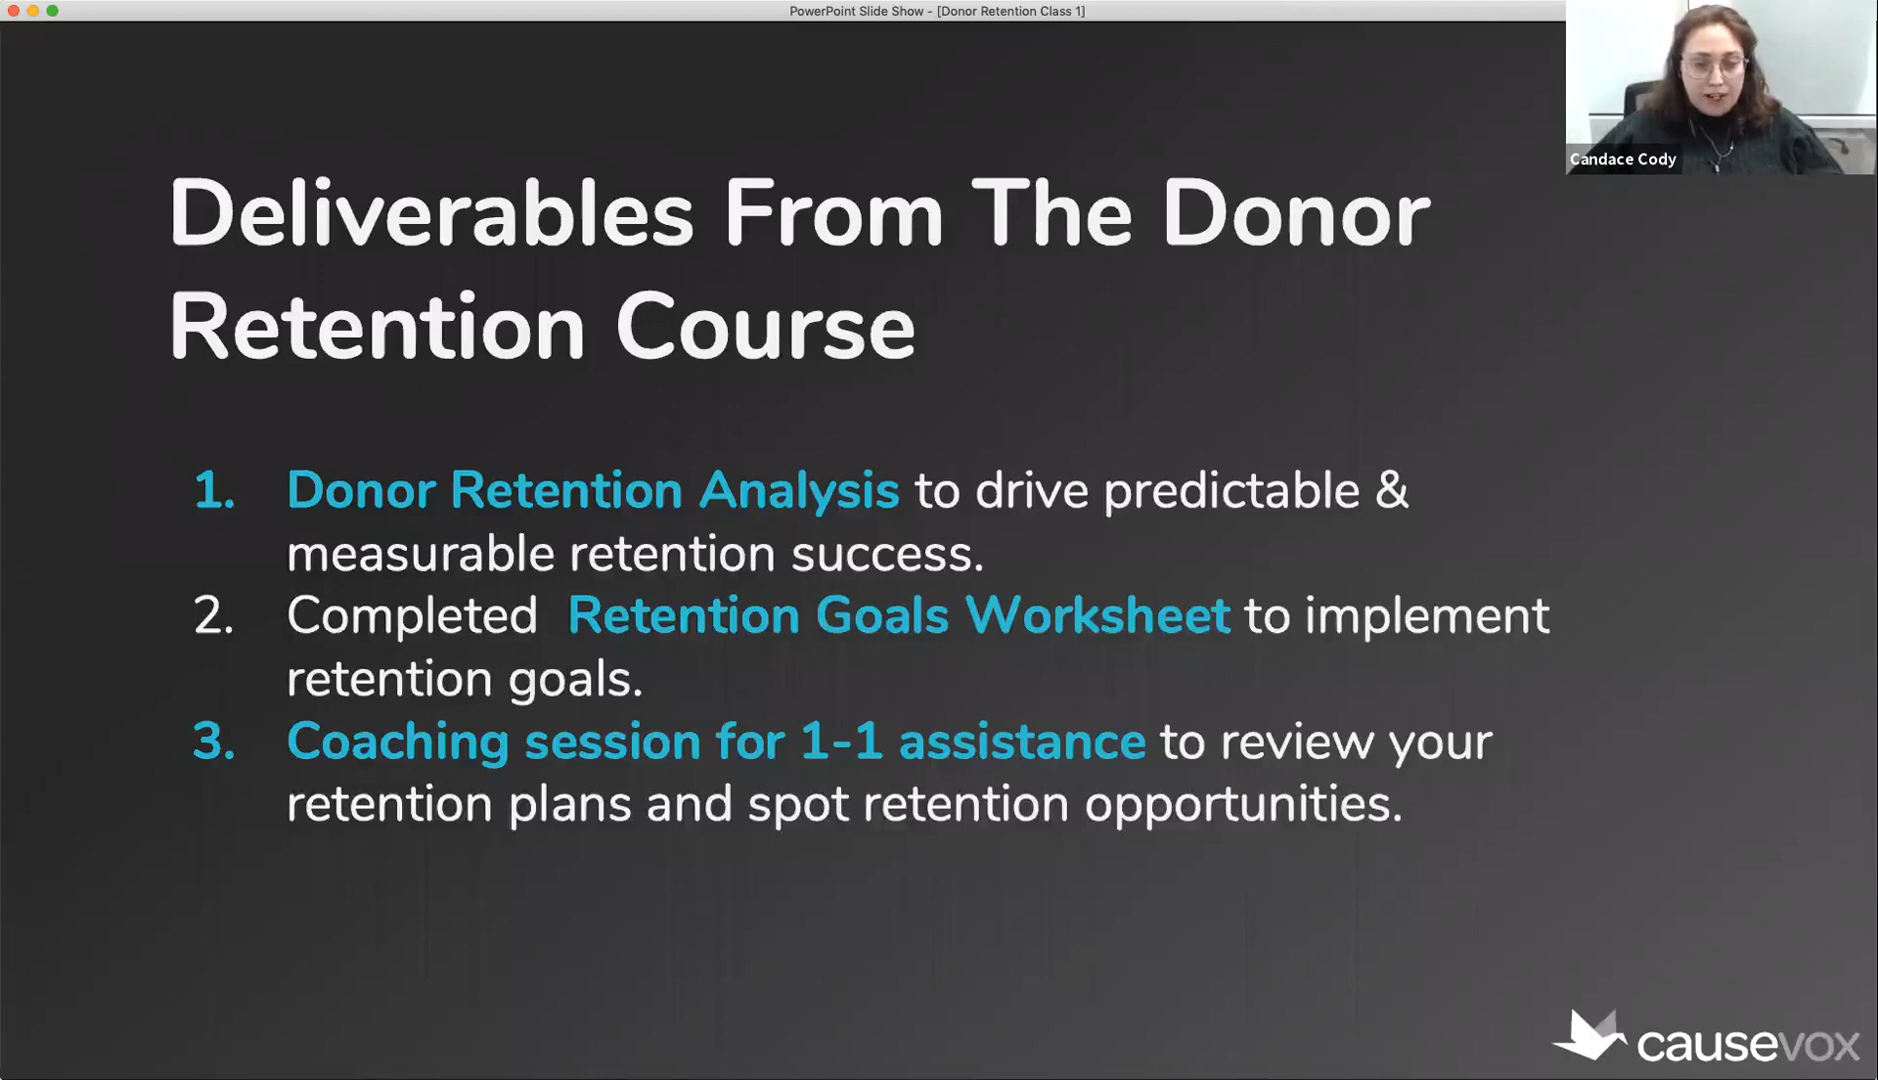 PowerPoint Slide Show - [Donor Retention Class 1]
Candace Cody
Deliverables From The Donor
Retention Course
1. Donor Retention Analysis to drive predictable &
measurable retention success.
2. Completed Retention Goals Worksheet to implement
retention goals.
3. Coaching session for 1-1 assistance to review your
retention plans and spot retention opportunities.
causevox